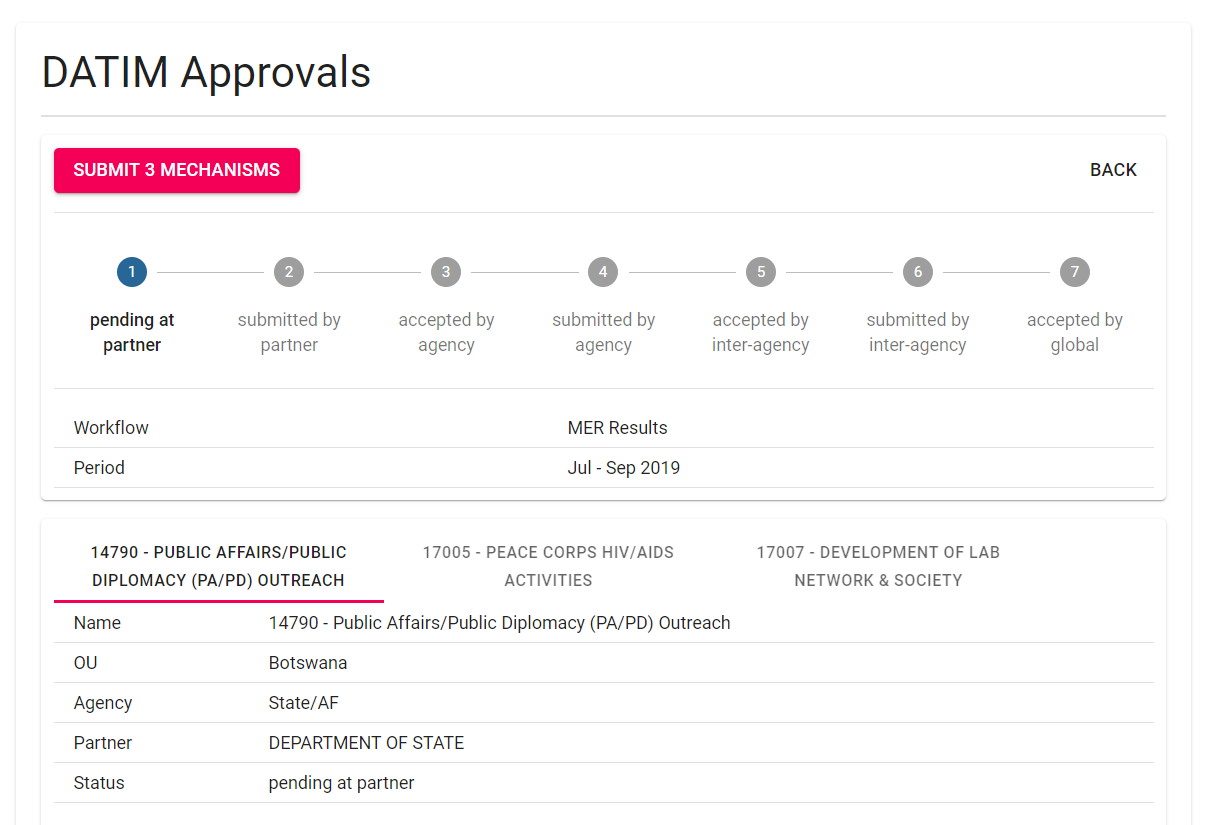 DATIM Approvals
SUBMIT 3 MECHANISMS
BACK
1
2
3
4
5
6
7
pending at
partner
submitted by
partner
accepted by
agency
submitted by
agency
accepted by
inter-agency
submitted by
inter-agency
accepted by
global
Workflow MER Results
Period Jul - Sep 2019
14790 - PUBLIC AFFAIRS/PUBLIC
DIPLOMACY (PA/PD) OUTREACH
17005 - PEACE CORPS HIV/AIDS
ACTIVITIES
17007 - DEVELOPMENT OF LAB
NETWORK & SOCIETY
Name 14790 - Public Affairs/Public Diplomacy (PA/PD) Outreach
OU Botswana
Agency State/AF
Partner DEPARTMENT OF STATE
Status pending at partner